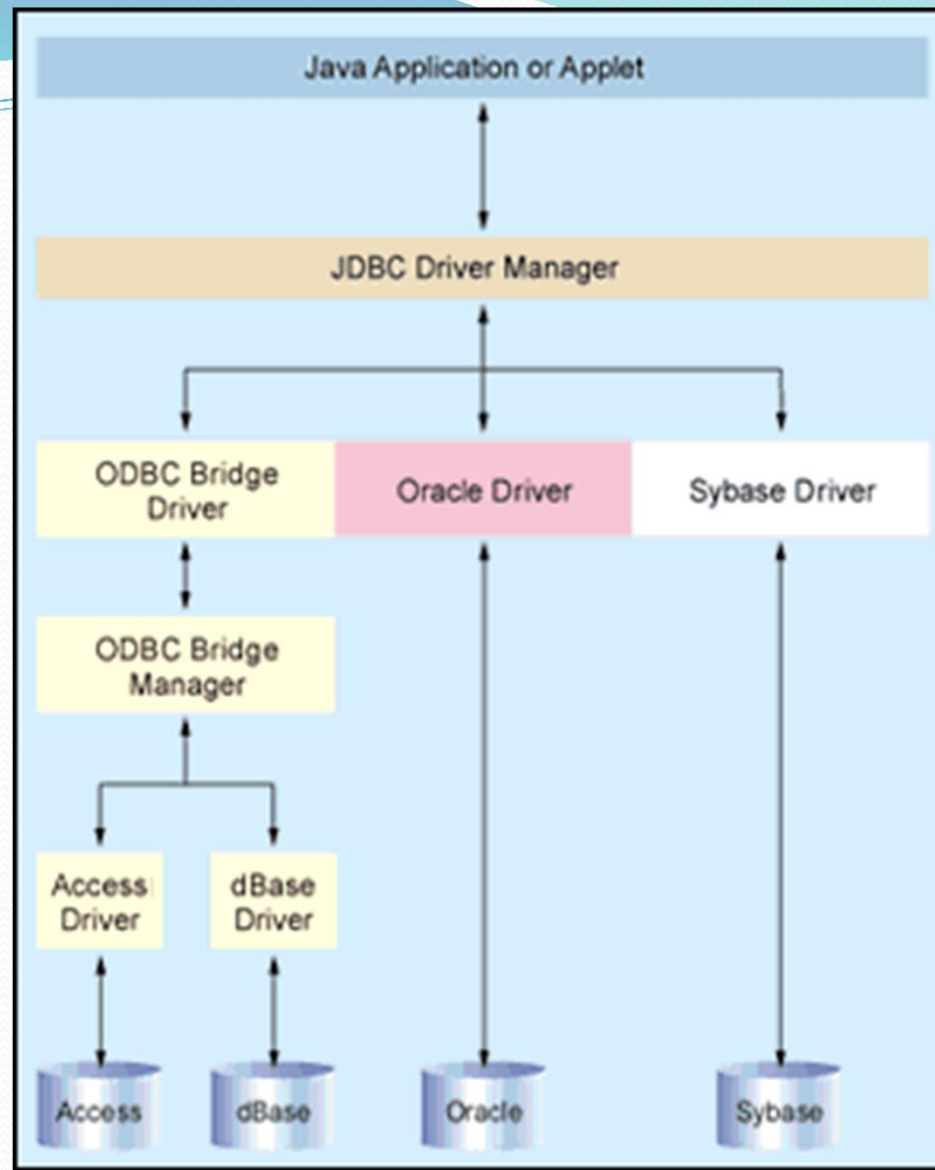 Java Application or Applet
JDBC Driver Manager
ODBC Bridge
Driver
Oracle Driver
Sybase Driver
ODBC Bridge
Manager
Access
Driver
dBase
Driver
Access
dBase
Oracle
Sybase